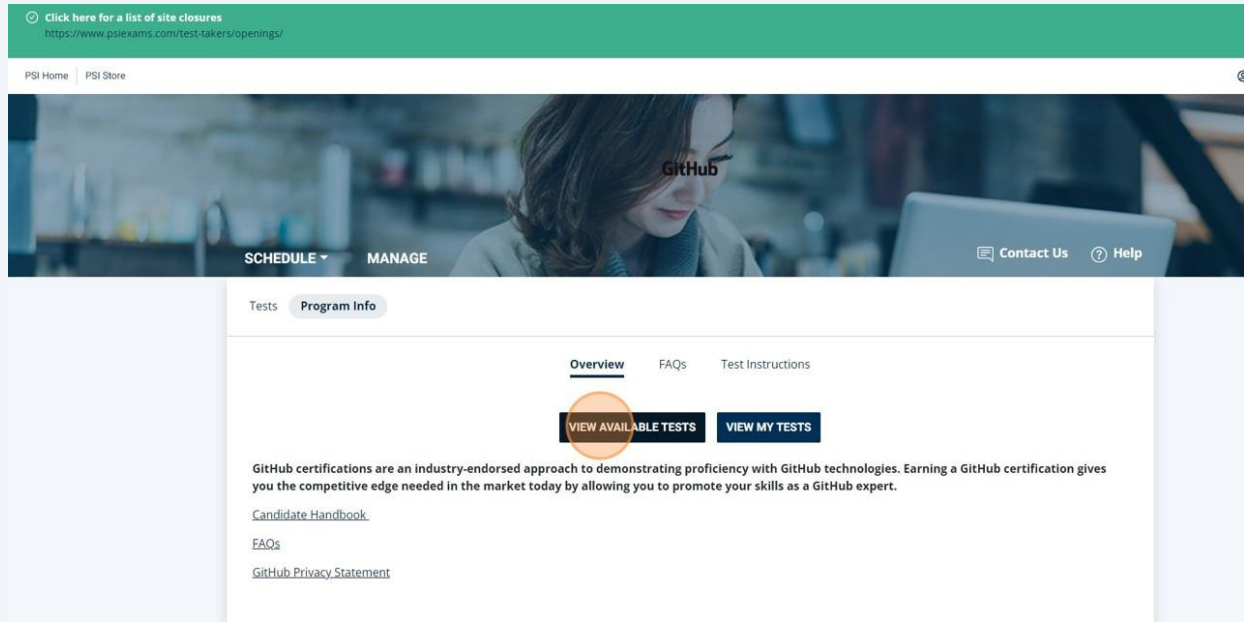 Click here for a list of site closures
https://www.psiexams.com/test-takers/openings/
PSI Home PSI Store
GitHub
SCHEDULE MANAGE Contact Us Help
Tests Program Info
Overview FAQs Test Instructions
VIEW AVAILABLE TESTS VIEW MY TESTS
GitHub certifications are an industry-endorsed approach to demonstrating proficiency with GitHub technologies. Earning a GitHub certification gives
you the competitive edge needed in the market today by allowing you to promote your skills as a GitHub expert.
Candidate Handbook
FAQs
GitHub Privacy Statement